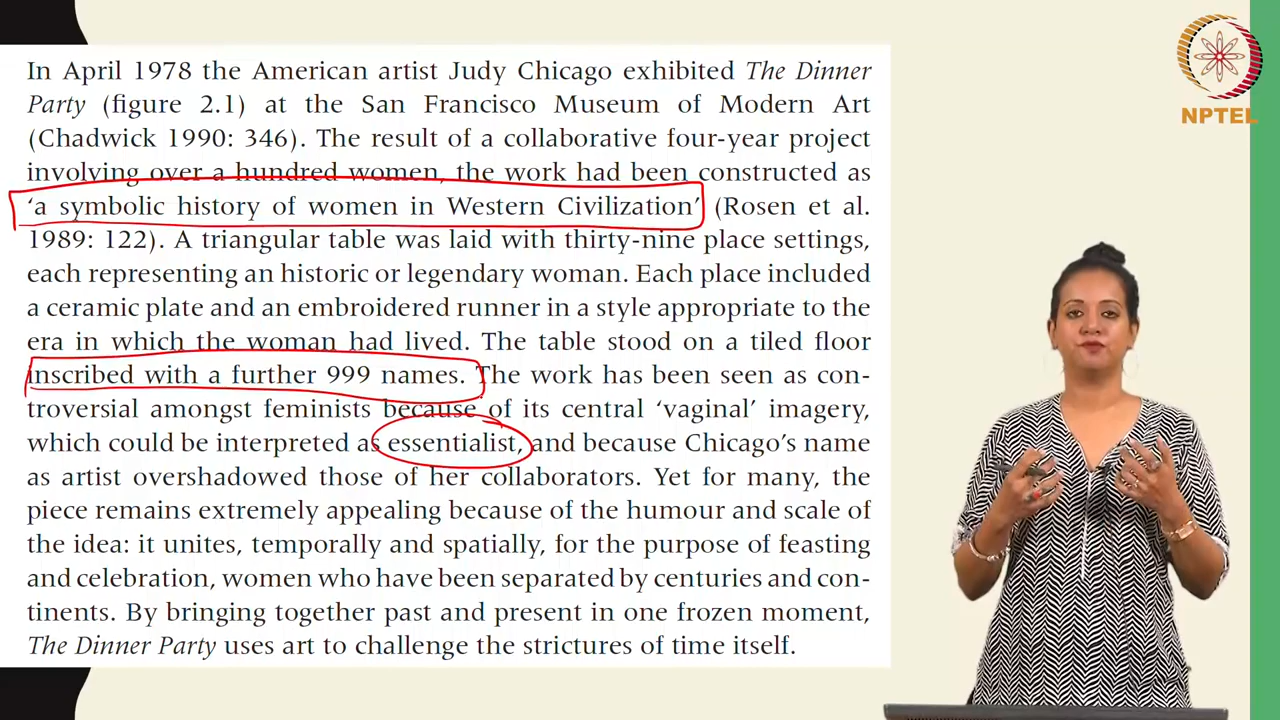 In April 1978 the American artist Judy Chicago exhibited The Dinner
Party (figure 2.1) at the San Francisco Museum of Modern Art
(Chadwick 1990: 346). The result of a collaborative four-year project
involving over a hundred women, the work had been constructed as
‘a symbolic history of women in Western Civilization’ (Rosen et al.
1989: 122). A triangular table was laid with thirty-nine place settings,
each representing an historic or legendary woman. Each place included
a ceramic plate and an embroidered runner in a style appropriate to the
era in which the woman had lived. The table stood on a tiled floor
inscribed with a further 999 names. The work has been seen as con-
troversial amongst feminists because of its central ‘vaginal’ imagery,
which could be interpreted as essentialist, and because Chicago’s name
as artist overshadowed those of her collaborators. Yet for many, the
piece remains extremely appealing because of the humour and scale of
the idea: it unites, temporally and spatially, for the purpose of feasting
and celebration, women who have been separated by centuries and con-
tinents. By bringing together past and present in one frozen moment,
The Dinner Party uses art to challenge the strictures of time itself.
NPTEL